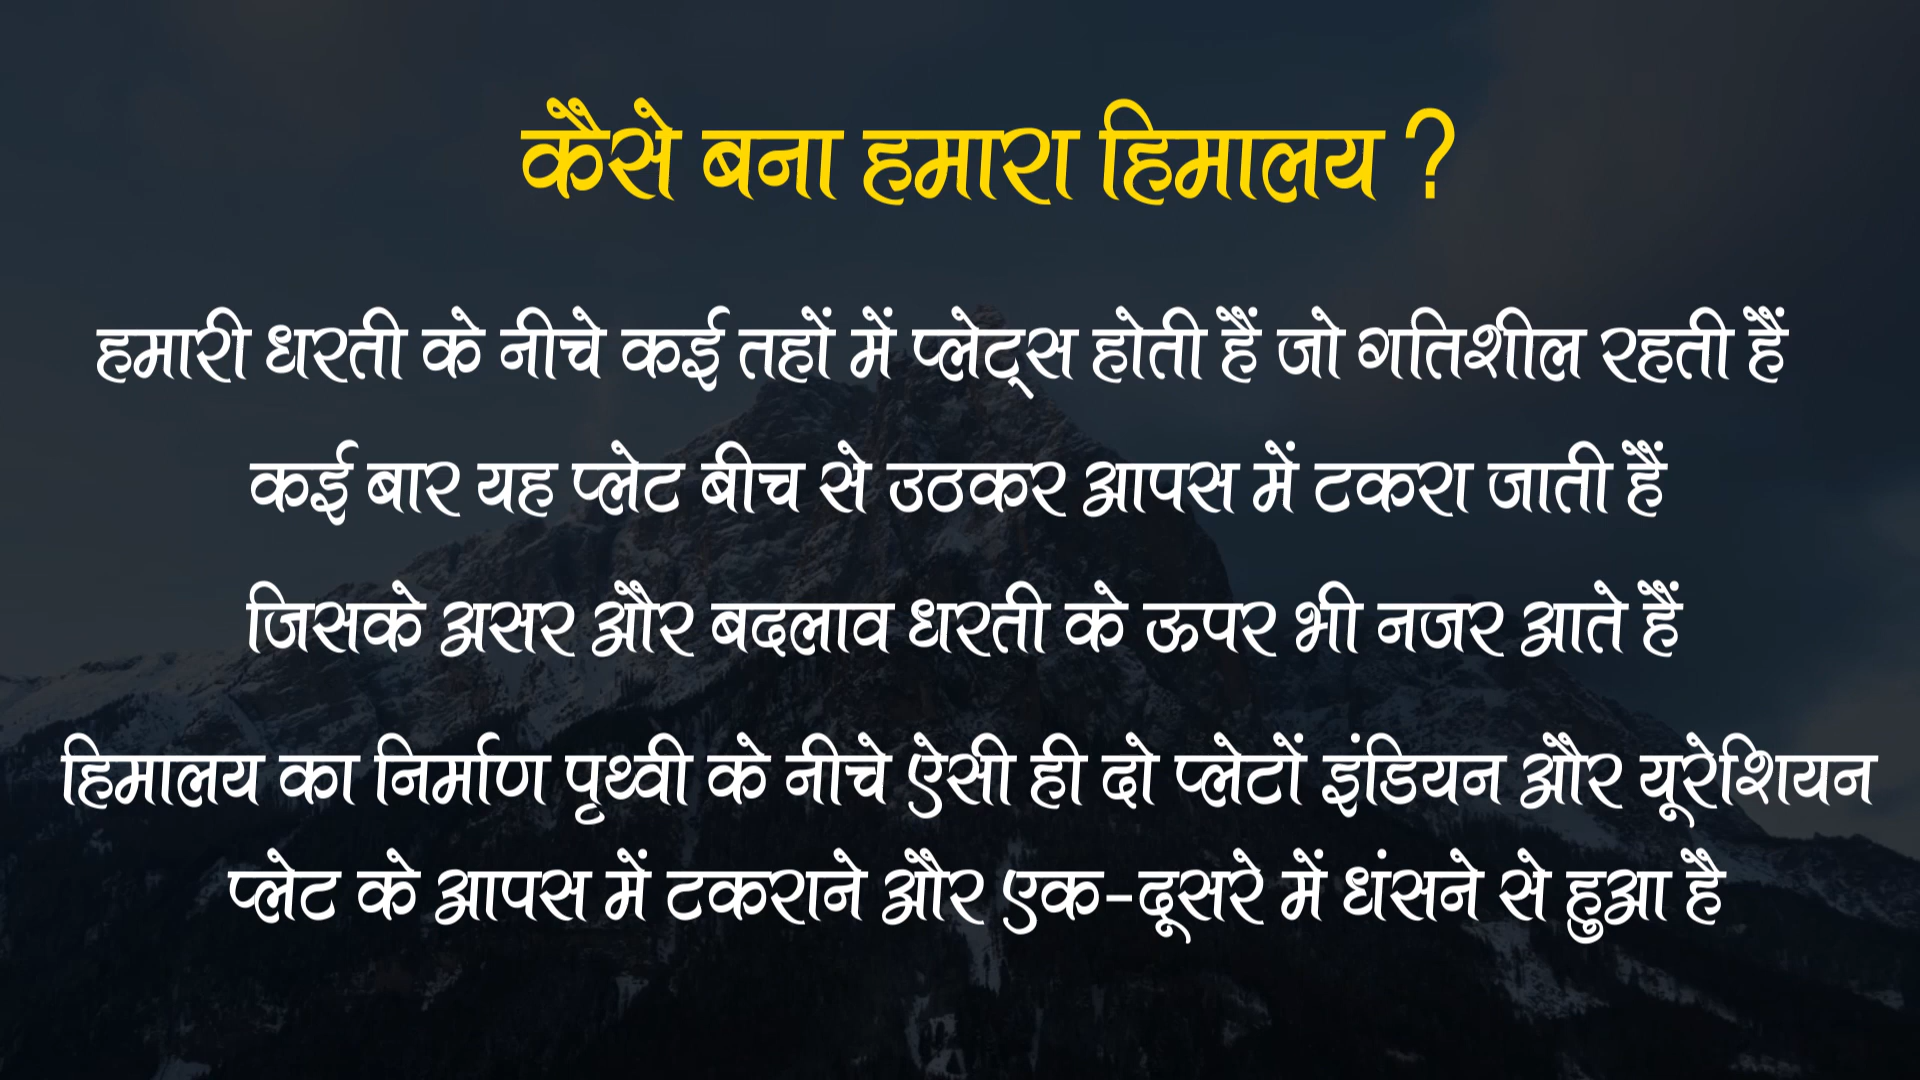 कैसे बना हमारा हिमालय ?
हमारी धरती के नीचे कई तहों में प्लेट्स होती हैं जो गतिशील रहती हैं
कई बार यह प्लेट बीच से उठकर आपस में टकरा जाती हैं
जिसके असर और बदलाव धरती के ऊपर भी नजर आते हैं
हिमालय का निर्माण पृथ्वी के नीचे ऐसी ही दो प्लेटों इंडियन और यूरेशियन
प्लेट के आपस में टकराने और एक-दूसरे में धंसने से हुआ है